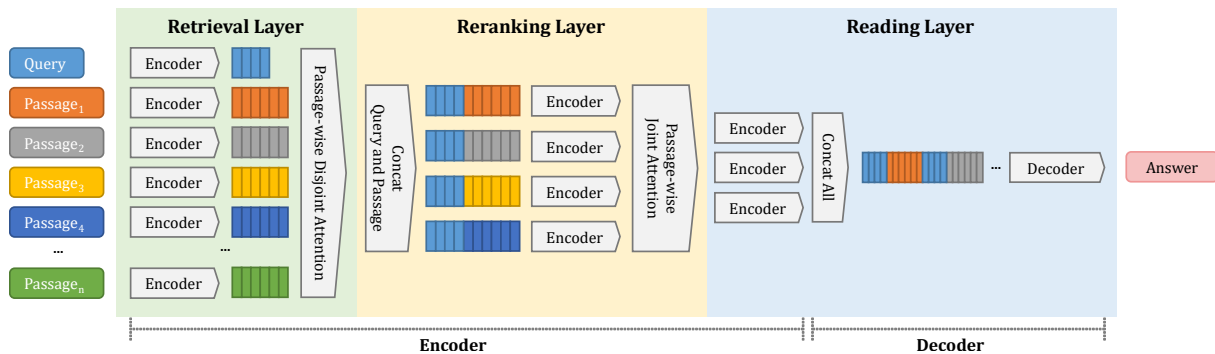 Retrieval Layer
Reranking Layer
Reading Layer
Query
Passage1
Passage2
Passage3
Passage4
...
Passagen
Encoder
Encoder
Encoder
Encoder
Encoder
...
Encoder
Passage-wise Disjoint Attention
Concat
Query and Passage
Encoder
Encoder
Encoder
Encoder
Passage-wise
Joint Attention
Encoder
Encoder
Encoder
Concat All
...
Decoder
Answer
Encoder
Decoder